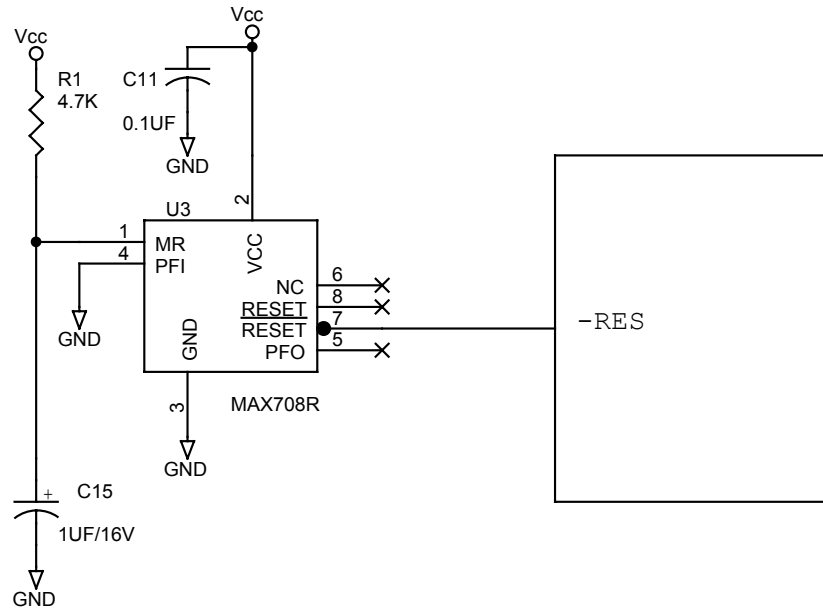 Vcc
Vcc
R1
4.7K
C11
0.1UF
GND
U3
2
1
MR
4
PFI
VCC
NC
6
RESET
8
RESET
7
PFO
5
-RES
GND
GND
3
MAX708R
GND
+
C15
1UF/16V
GND